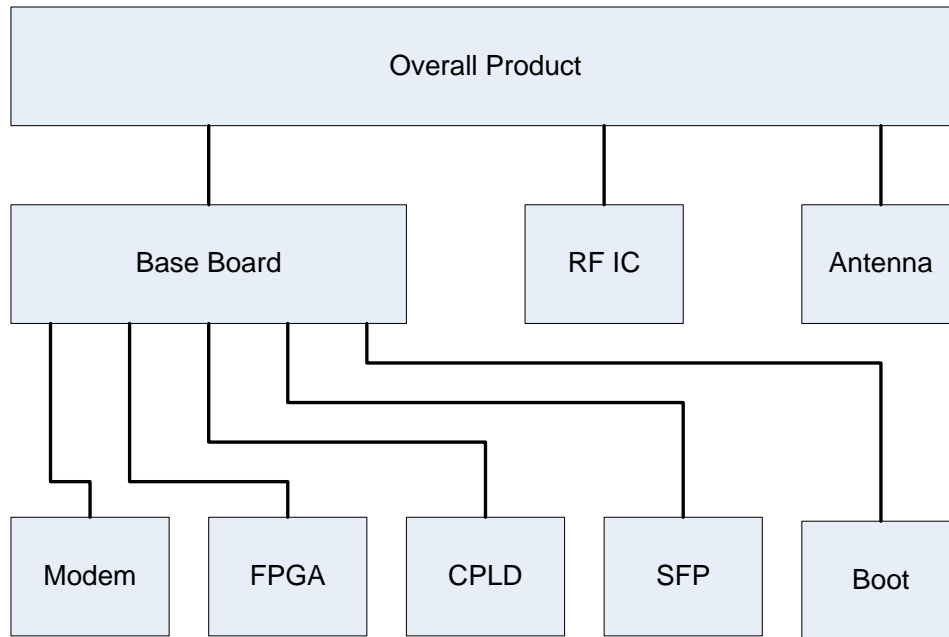 Overall Product
Base Board
RF IC
Antenna
Modem
FPGA
CPLD
SFP
Boot